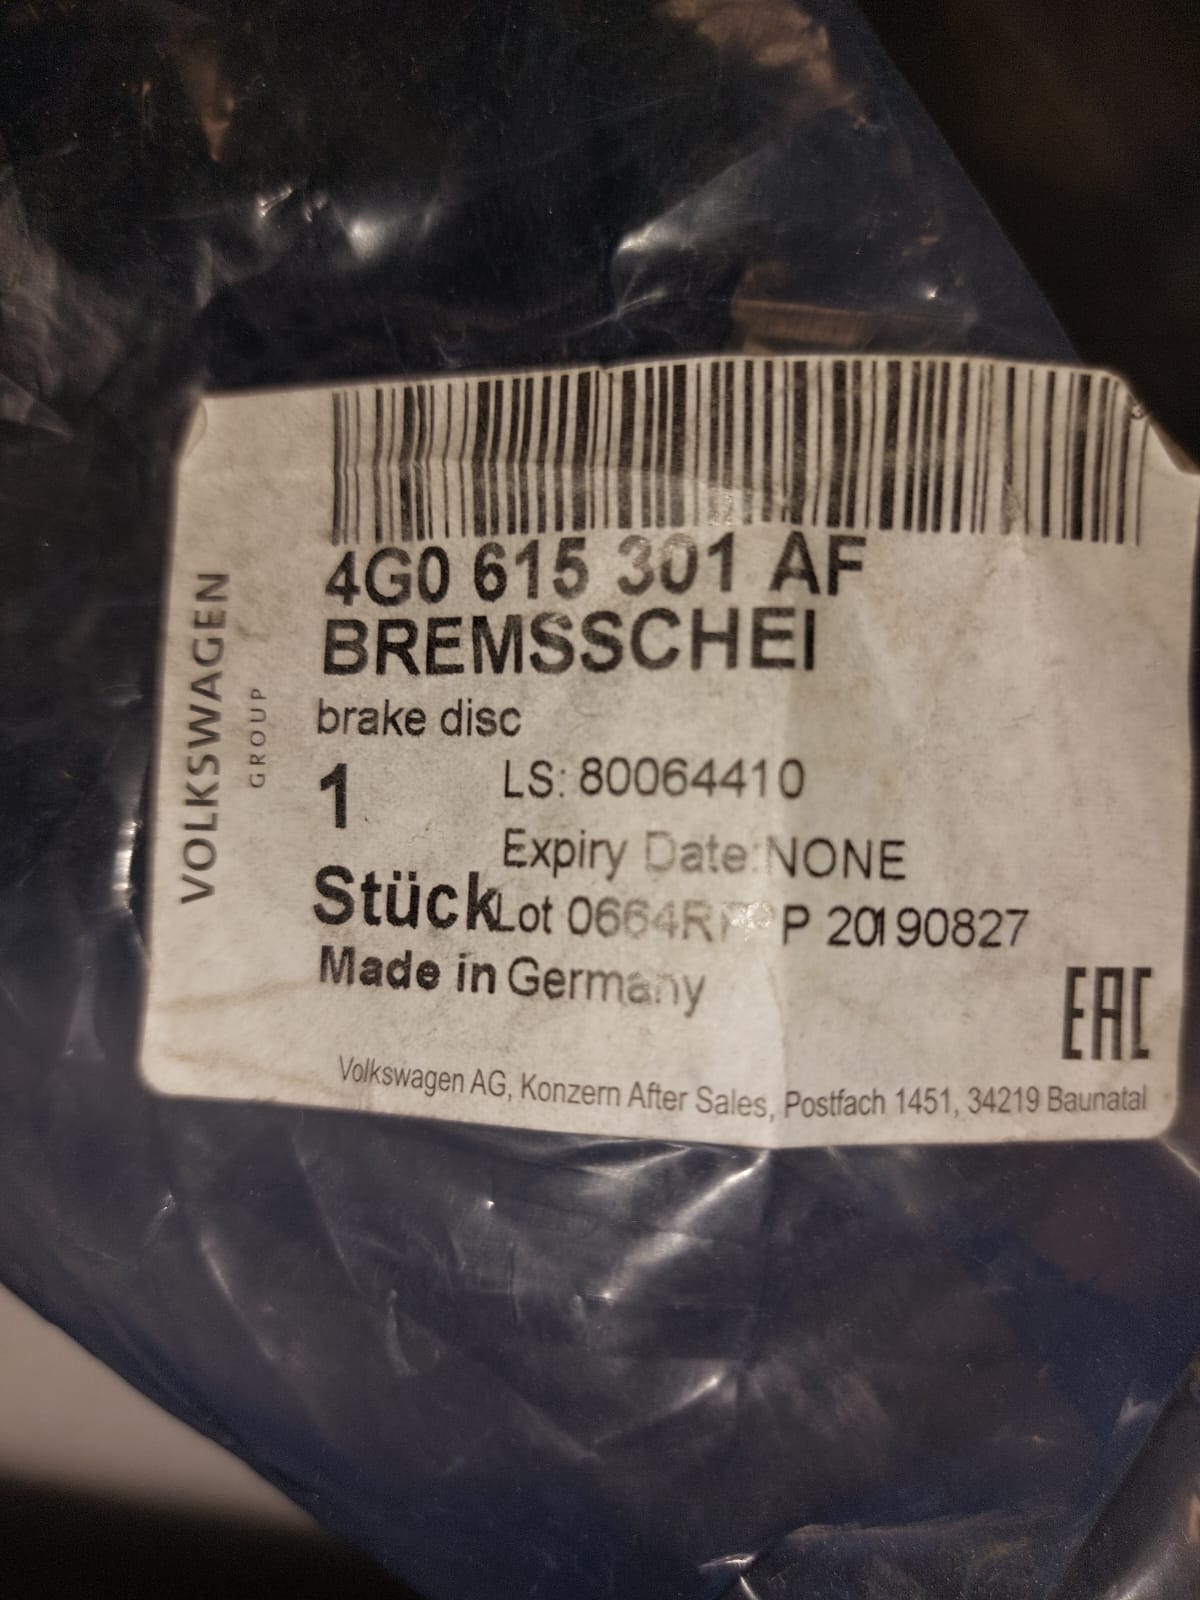 4G0 615 301 AF
BREMSSCHEI
brake disc
1
LS: 80064410
Expiry Date: NONE
Stück
Lot P 20190827
Made in Germany
EAC
Volkswagen AG, Konzern After Sales, Postfach 1451, 34219 Baunatal
VOLKSWAGEN
GROUP